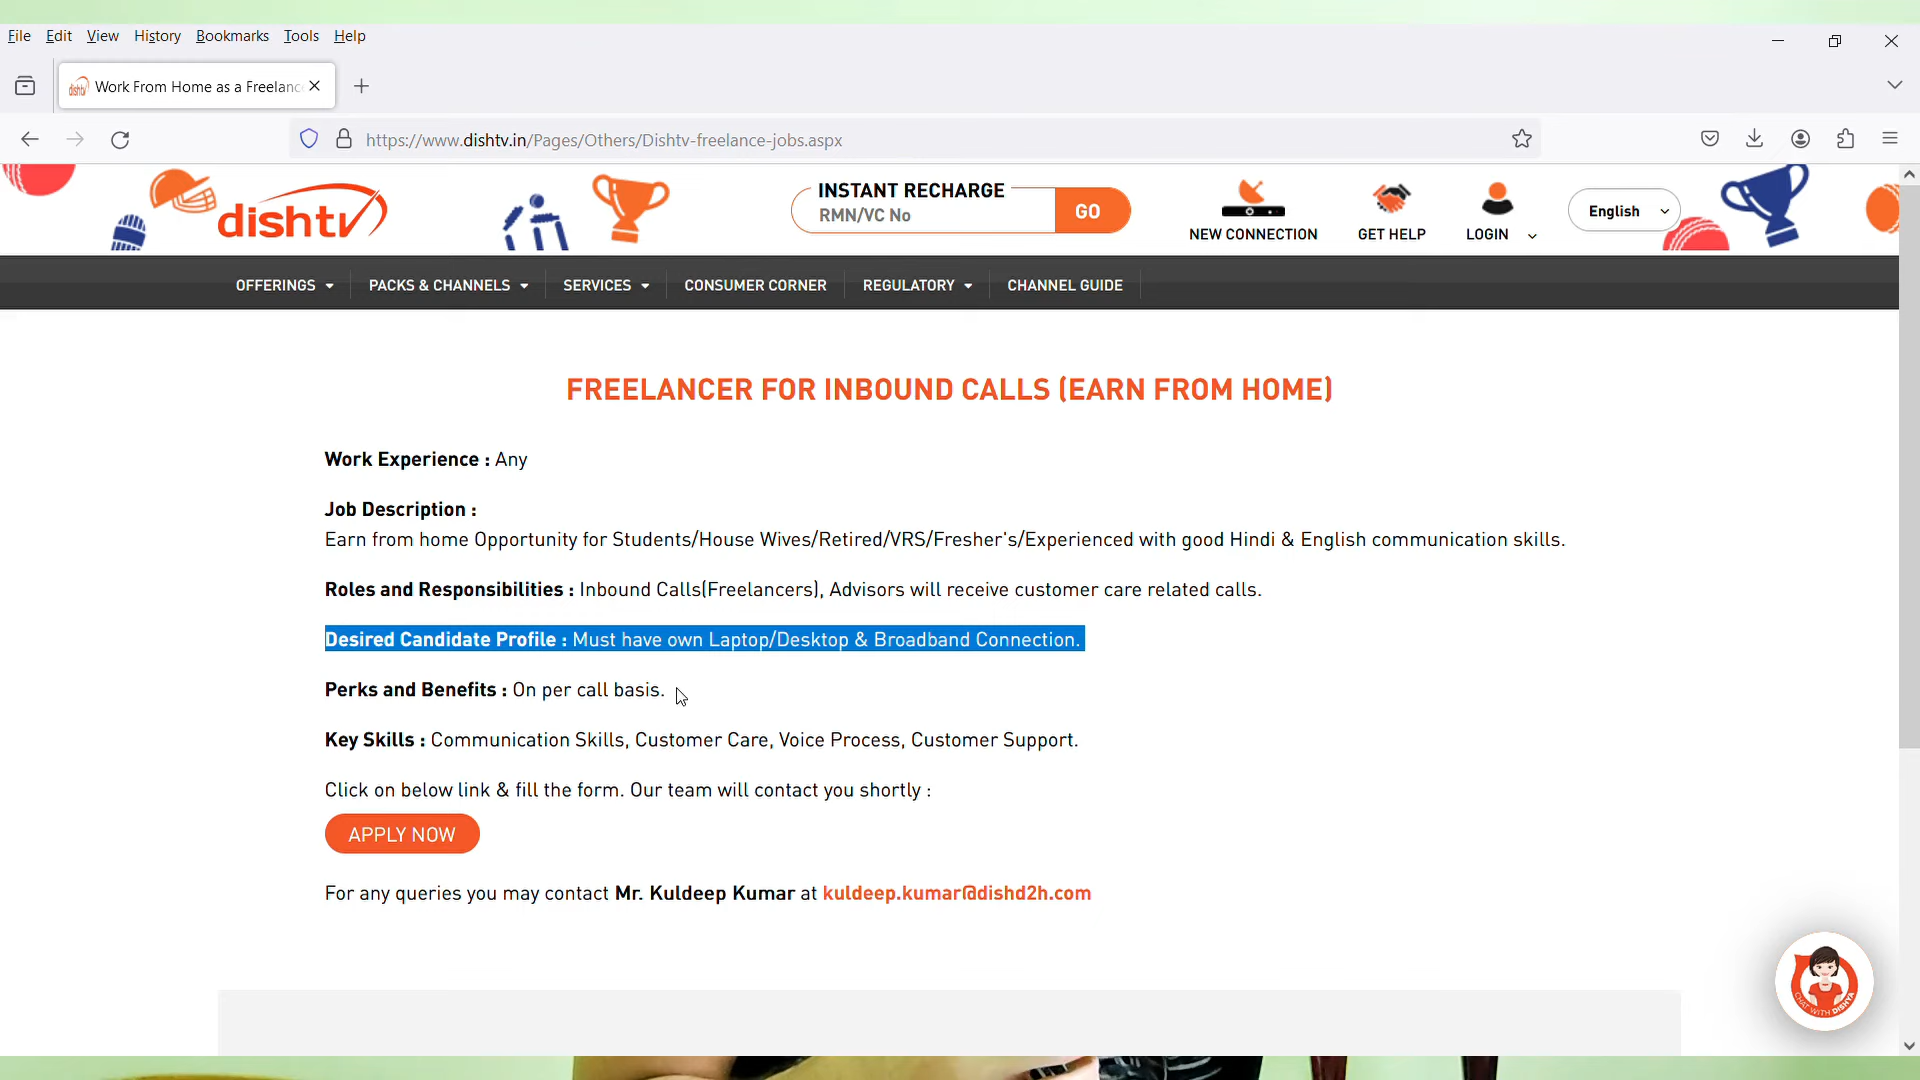 File Edit View History Bookmarks Tools Help
dishtv Work From Home as a Freelanc
https://www.dishtv.in/Pages/Others/Dishtv-freelance-jobs.aspx
dishtv
INSTANT RECHARGE
RMN/VC No
GO
NEW CONNECTION
GET HELP
LOGIN
English
OFFERINGS PACKS & CHANNELS SERVICES CONSUMER CORNER REGULATORY CHANNEL GUIDE
FREELANCER FOR INBOUND CALLS (EARN FROM HOME)
Work Experience : Any
Job Description :
Earn from home Opportunity for Students/House Wives/Retired/VRS/Fresher's/Experienced with good Hindi & English communication skills.
Roles and Responsibilities : Inbound Calls(Freelancers), Advisors will receive customer care related calls.
Desired Candidate Profile : Must have own Laptop/Desktop & Broadband Connection.
Perks and Benefits : On per call basis.
Key Skills : Communication Skills, Customer Care, Voice Process, Customer Support.
Click on below link & fill the form. Our team will contact you shortly :
APPLY NOW
For any queries you may contact Mr. Kuldeep Kumar at kuldeep.kumar@dishd2h.com
CHAT WITH DISHYA